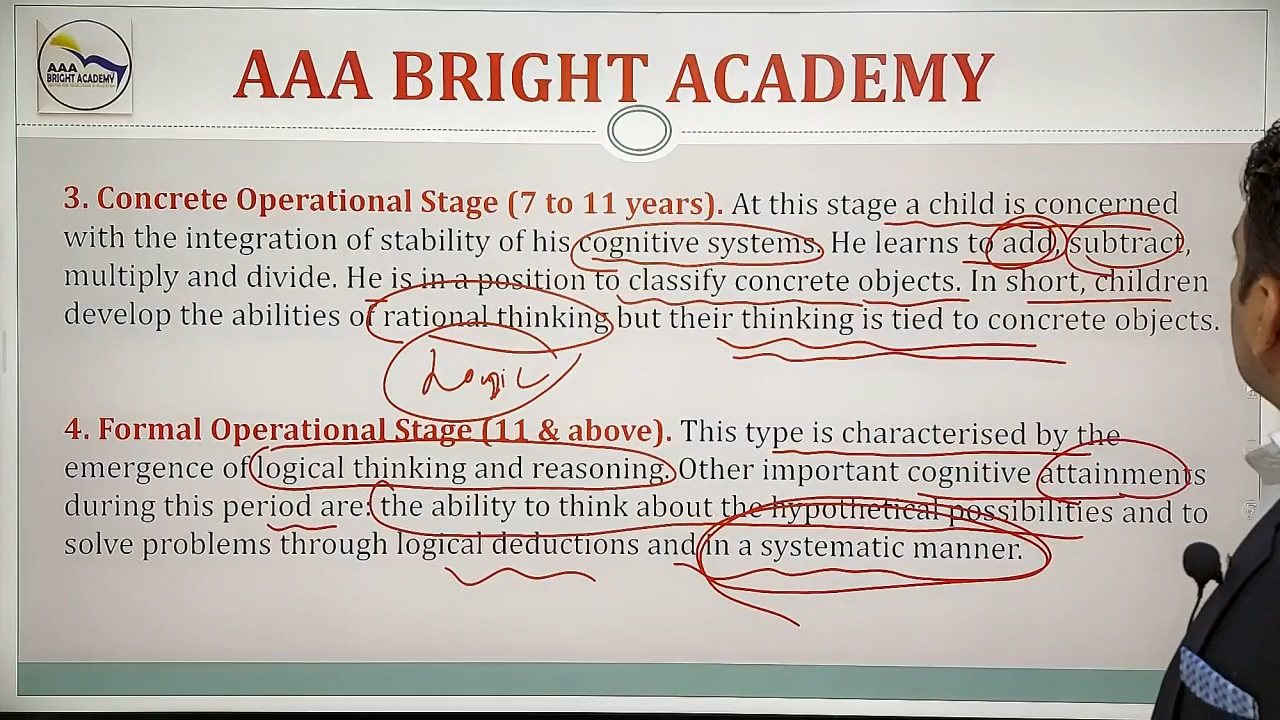 AAA
BRIGHT ACADEMY
AAA BRIGHT ACADEMY
3. Concrete Operational Stage (7 to 11 years). At this stage a child is concerned
with the integration of stability of his cognitive systems. He learns to add, subtract,
multiply and divide. He is in a position to classify concrete objects. In short, children
develop the abilities of rational thinking but their thinking is tied to concrete objects.
Logic
4. Formal Operational Stage (11 & above). This type is characterised by the
emergence of logical thinking and reasoning. Other important cognitive attainments
during this period are: the ability to think about the hypothetical possibilities and to
solve problems through logical deductions and in a systematic manner.